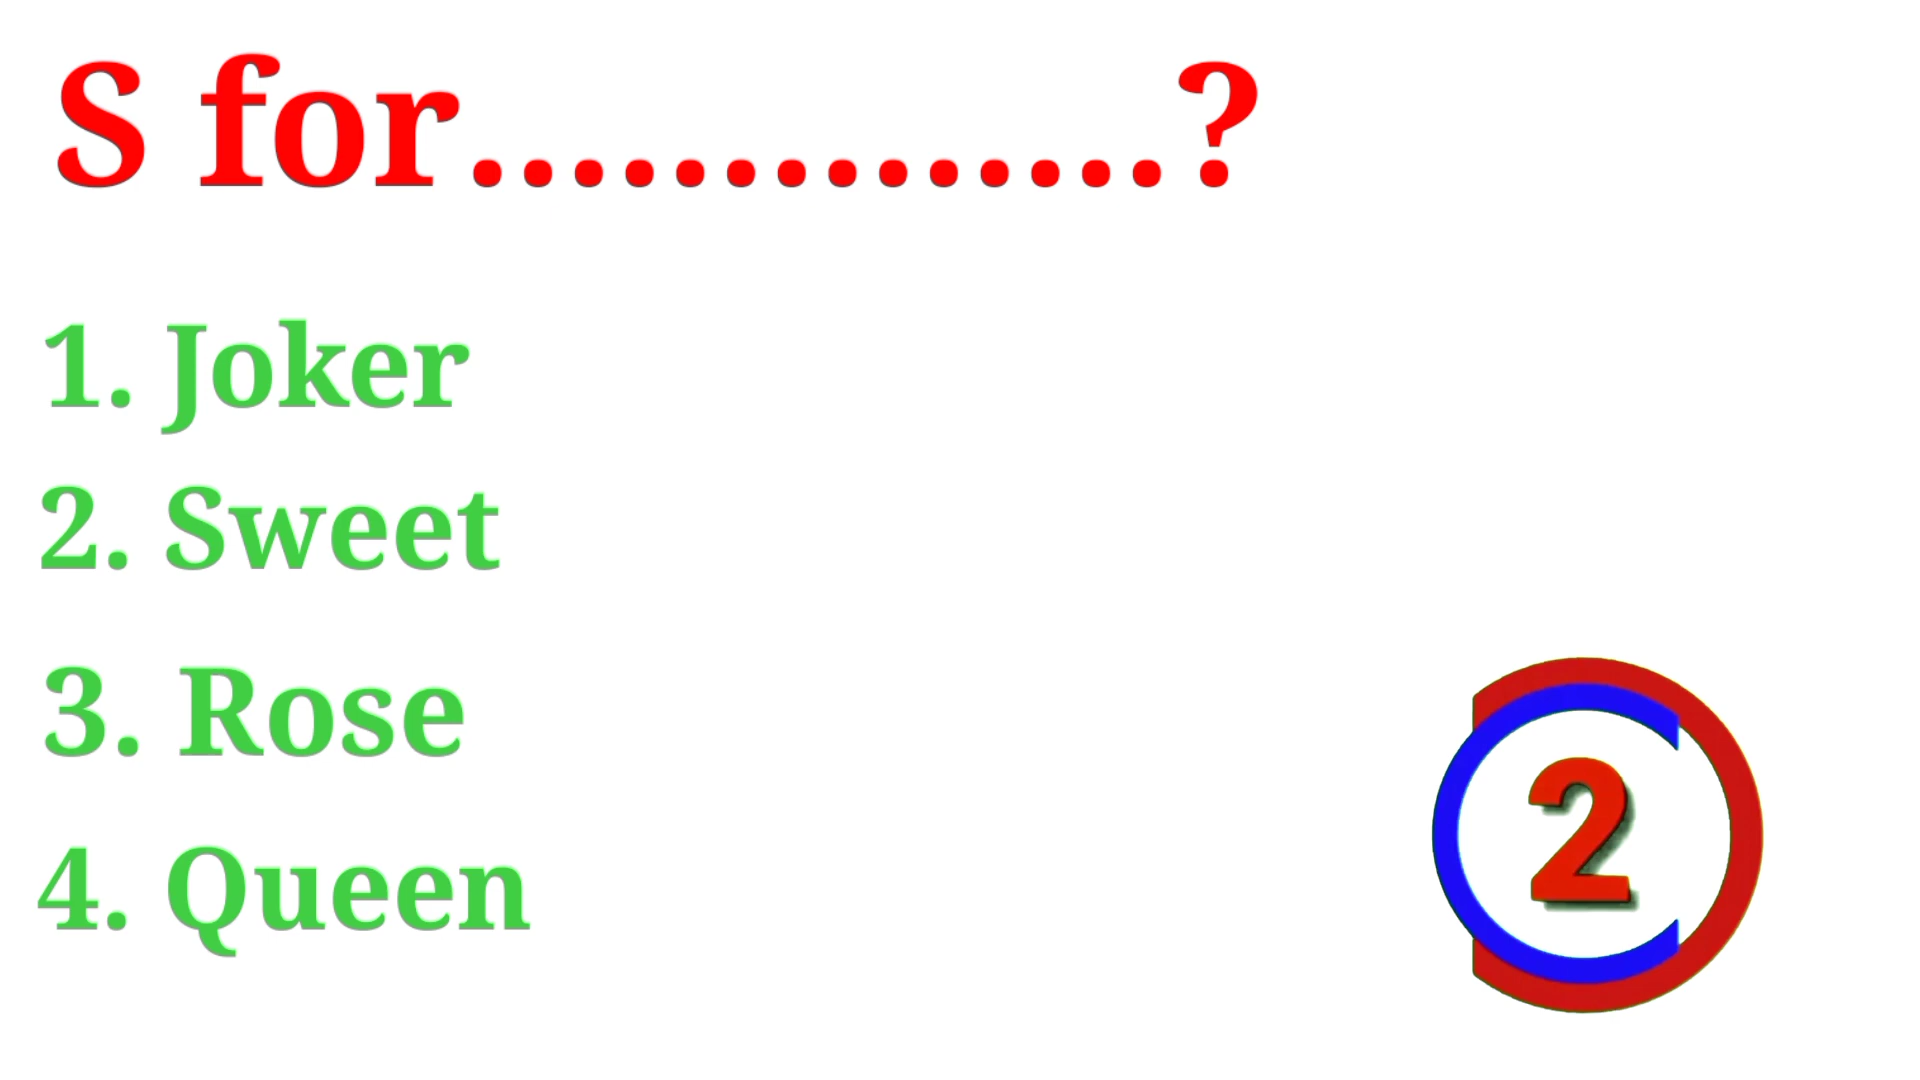 S for..............?
1. Joker
2. Sweet
3. Rose
4. Queen
2